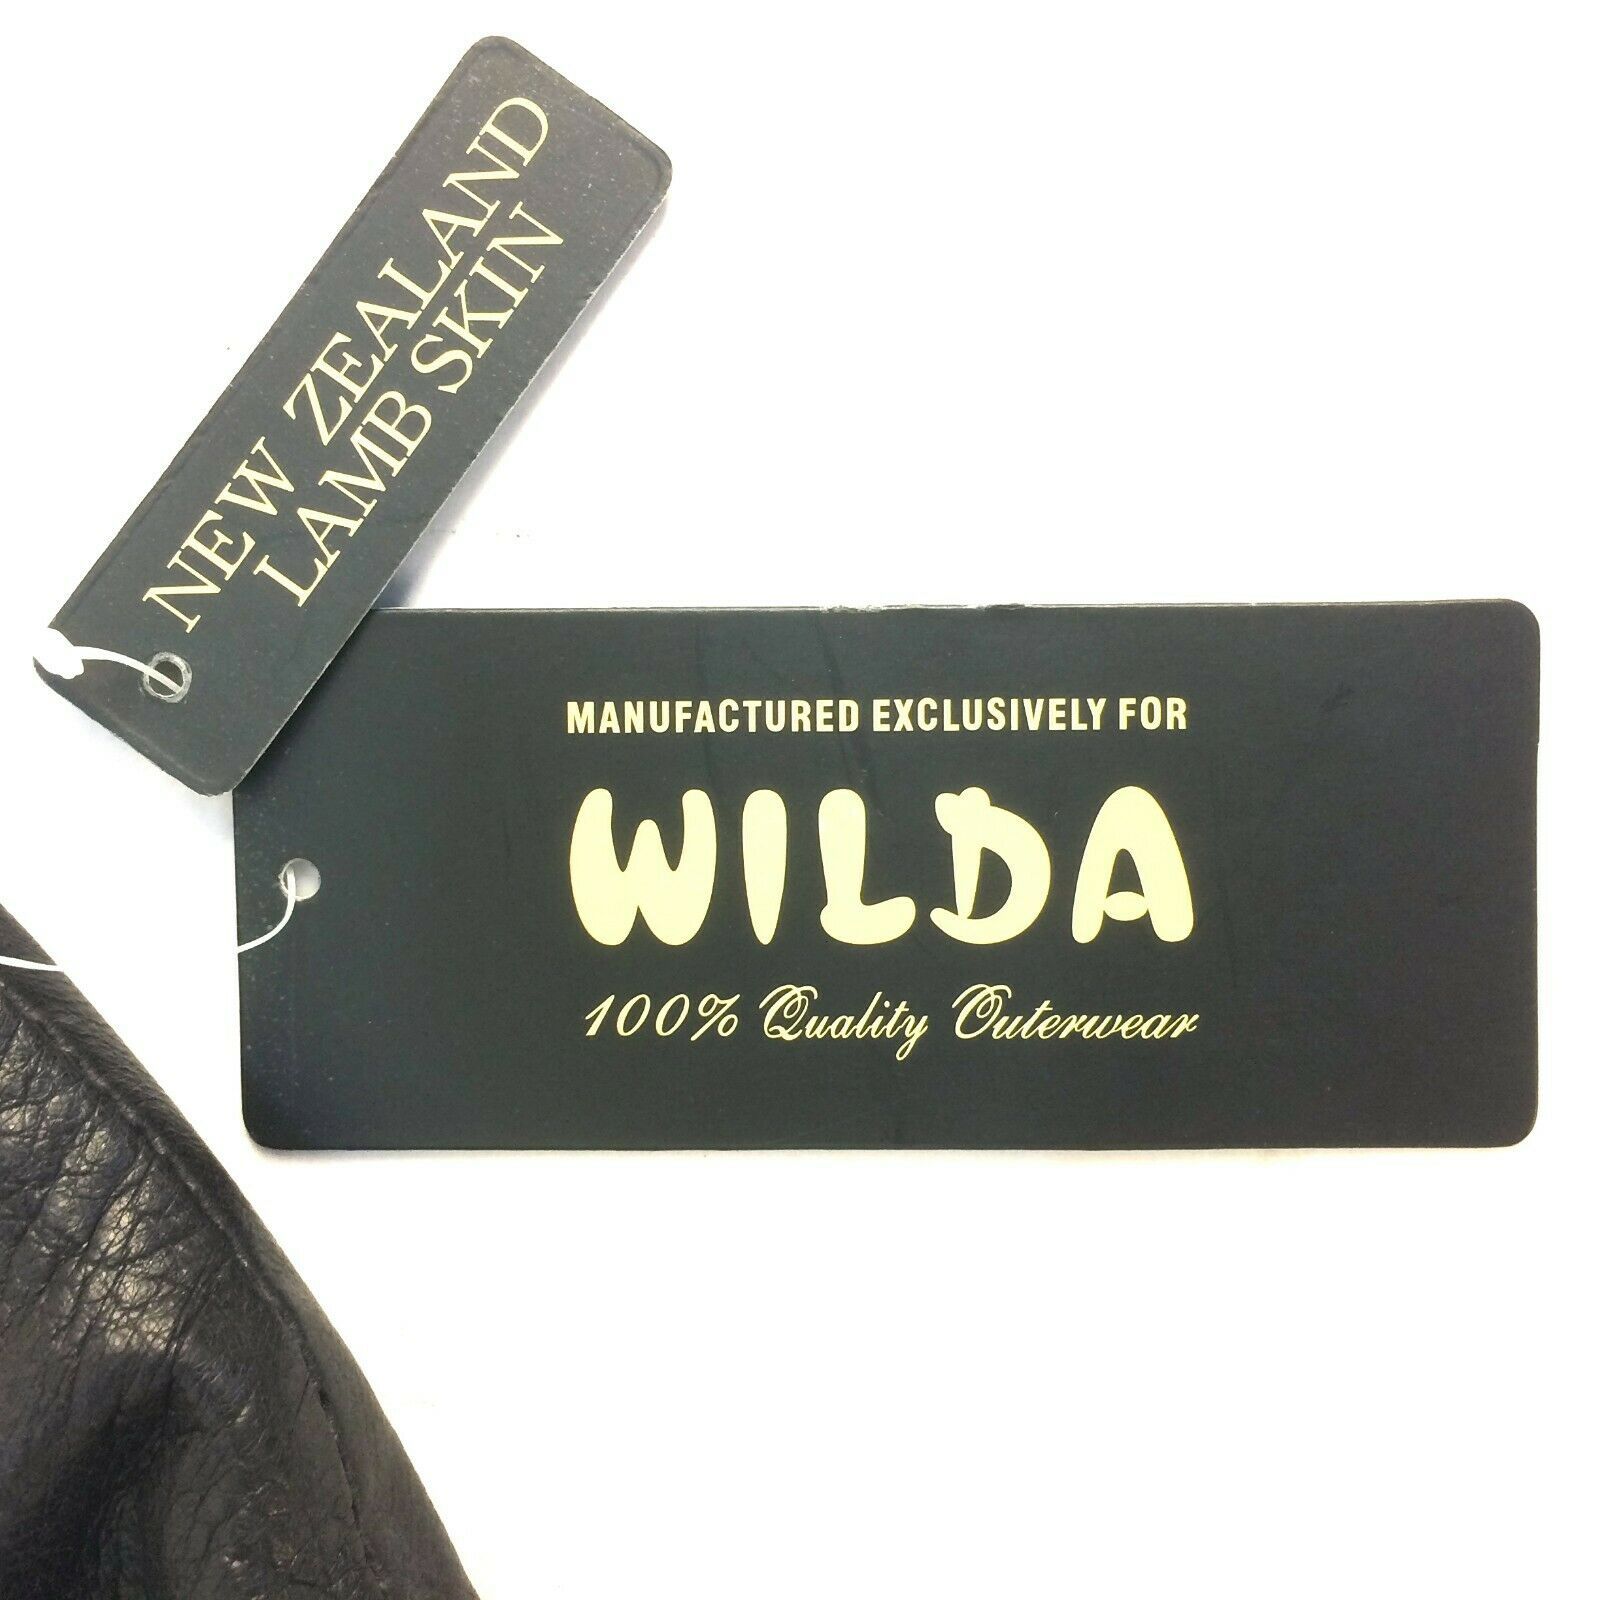 NEW ZEALAND
LAMB SKIN
MANUFACTURED EXCLUSIVELY FOR
WILDA
100% Quality Outerwear